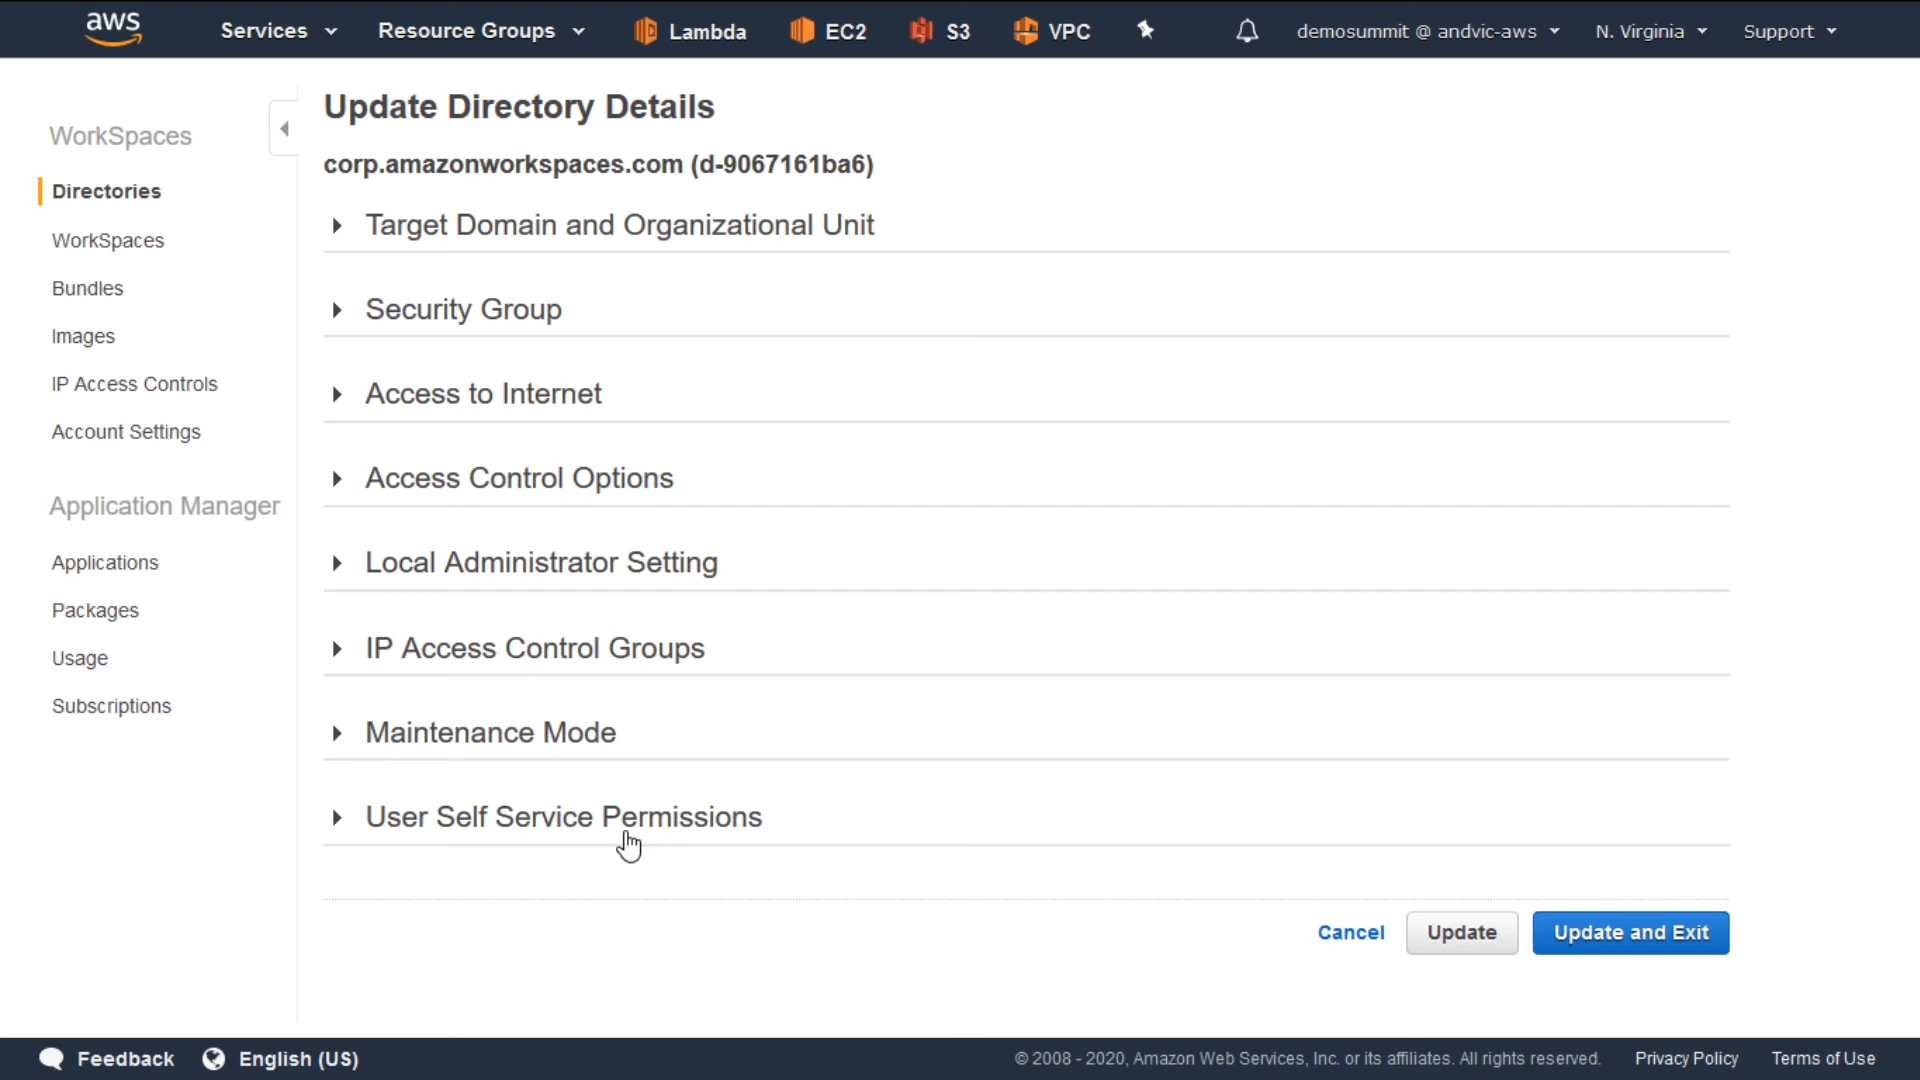 aws
Services
Resource Groups
Lambda
EC2
S3
VPC
demosummit @ andvic-aws
N. Virginia
Support
WorkSpaces
Directories
WorkSpaces
Bundles
Images
IP Access Controls
Account Settings
Application Manager
Applications
Packages
Usage
Subscriptions
Update Directory Details
corp.amazonworkspaces.com (d-9067161ba6)
Target Domain and Organizational Unit
Security Group
Access to Internet
Access Control Options
Local Administrator Setting
IP Access Control Groups
Maintenance Mode
User Self Service Permissions
Cancel
Update
Update and Exit
Feedback
English (US)
© 2008 - 2020, Amazon Web Services, Inc. or its affiliates. All rights reserved.
Privacy Policy
Terms of Use